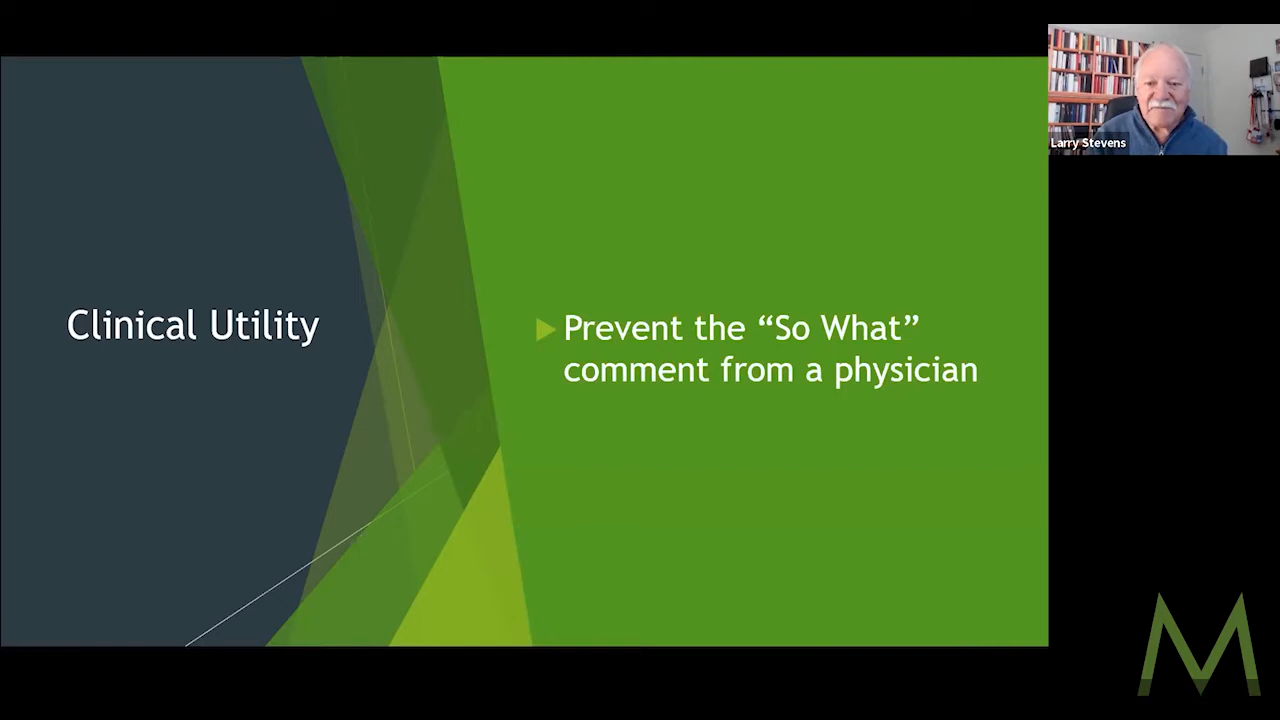 Larry Stevens
Clinical Utility
Prevent the “So What”
comment from a physician
M